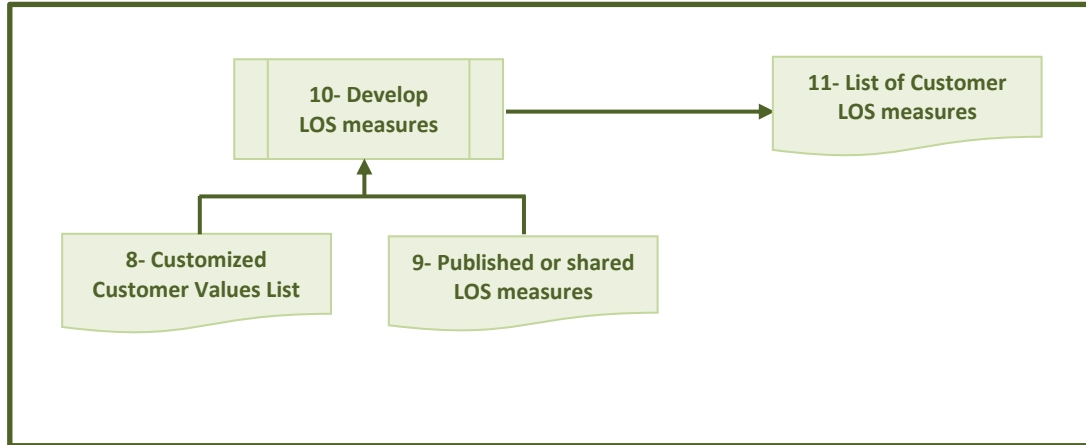 10- Develop
LOS measures
11- List of Customer
LOS measures
8- Customized
Customer Values List
9- Published or shared
LOS measures